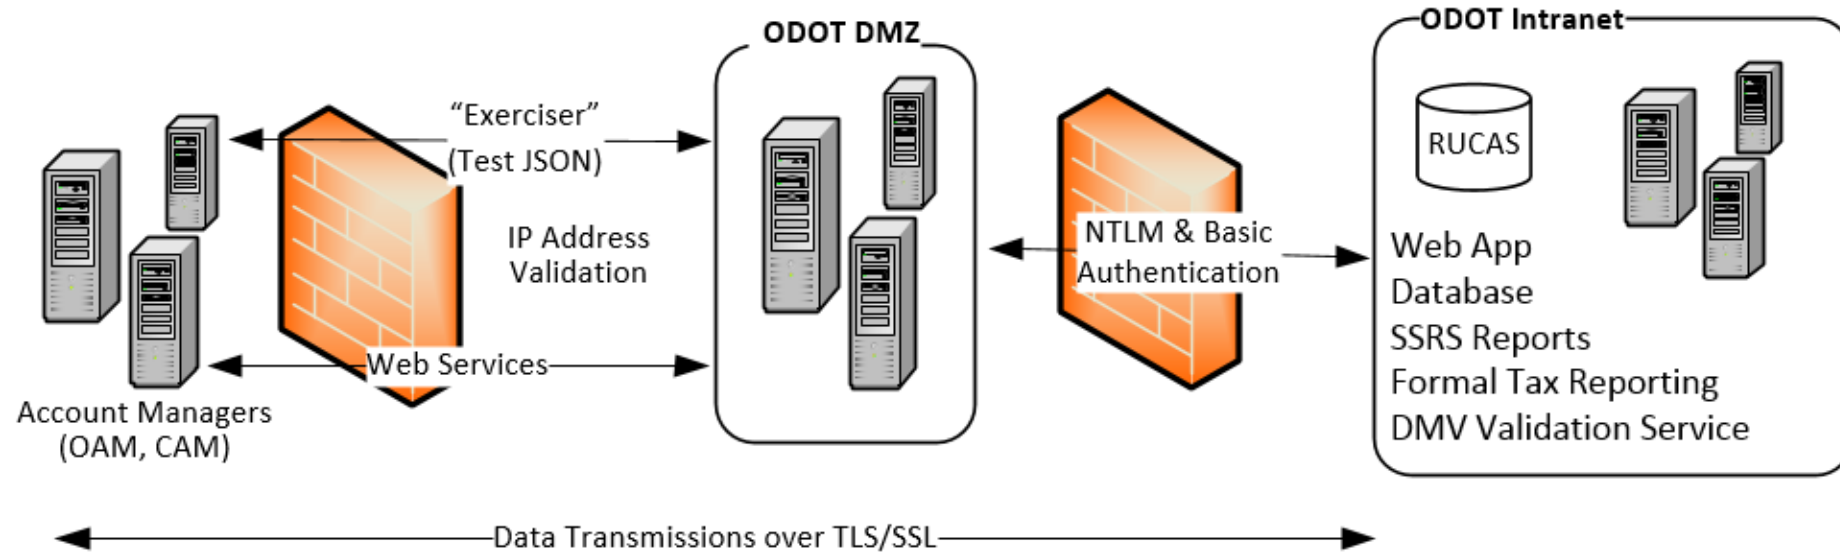 ODOT DMZ
ODOT Intranet
“Exerciser”
(Test JSON)
IP Address
Validation
Web Services
Account Managers
(OAM, CAM)
NTLM & Basic
Authentication
RUCAS
Web App
Database
SSRS Reports
Formal Tax Reporting
DMV Validation Service
Data Transmissions over TLS/SSL